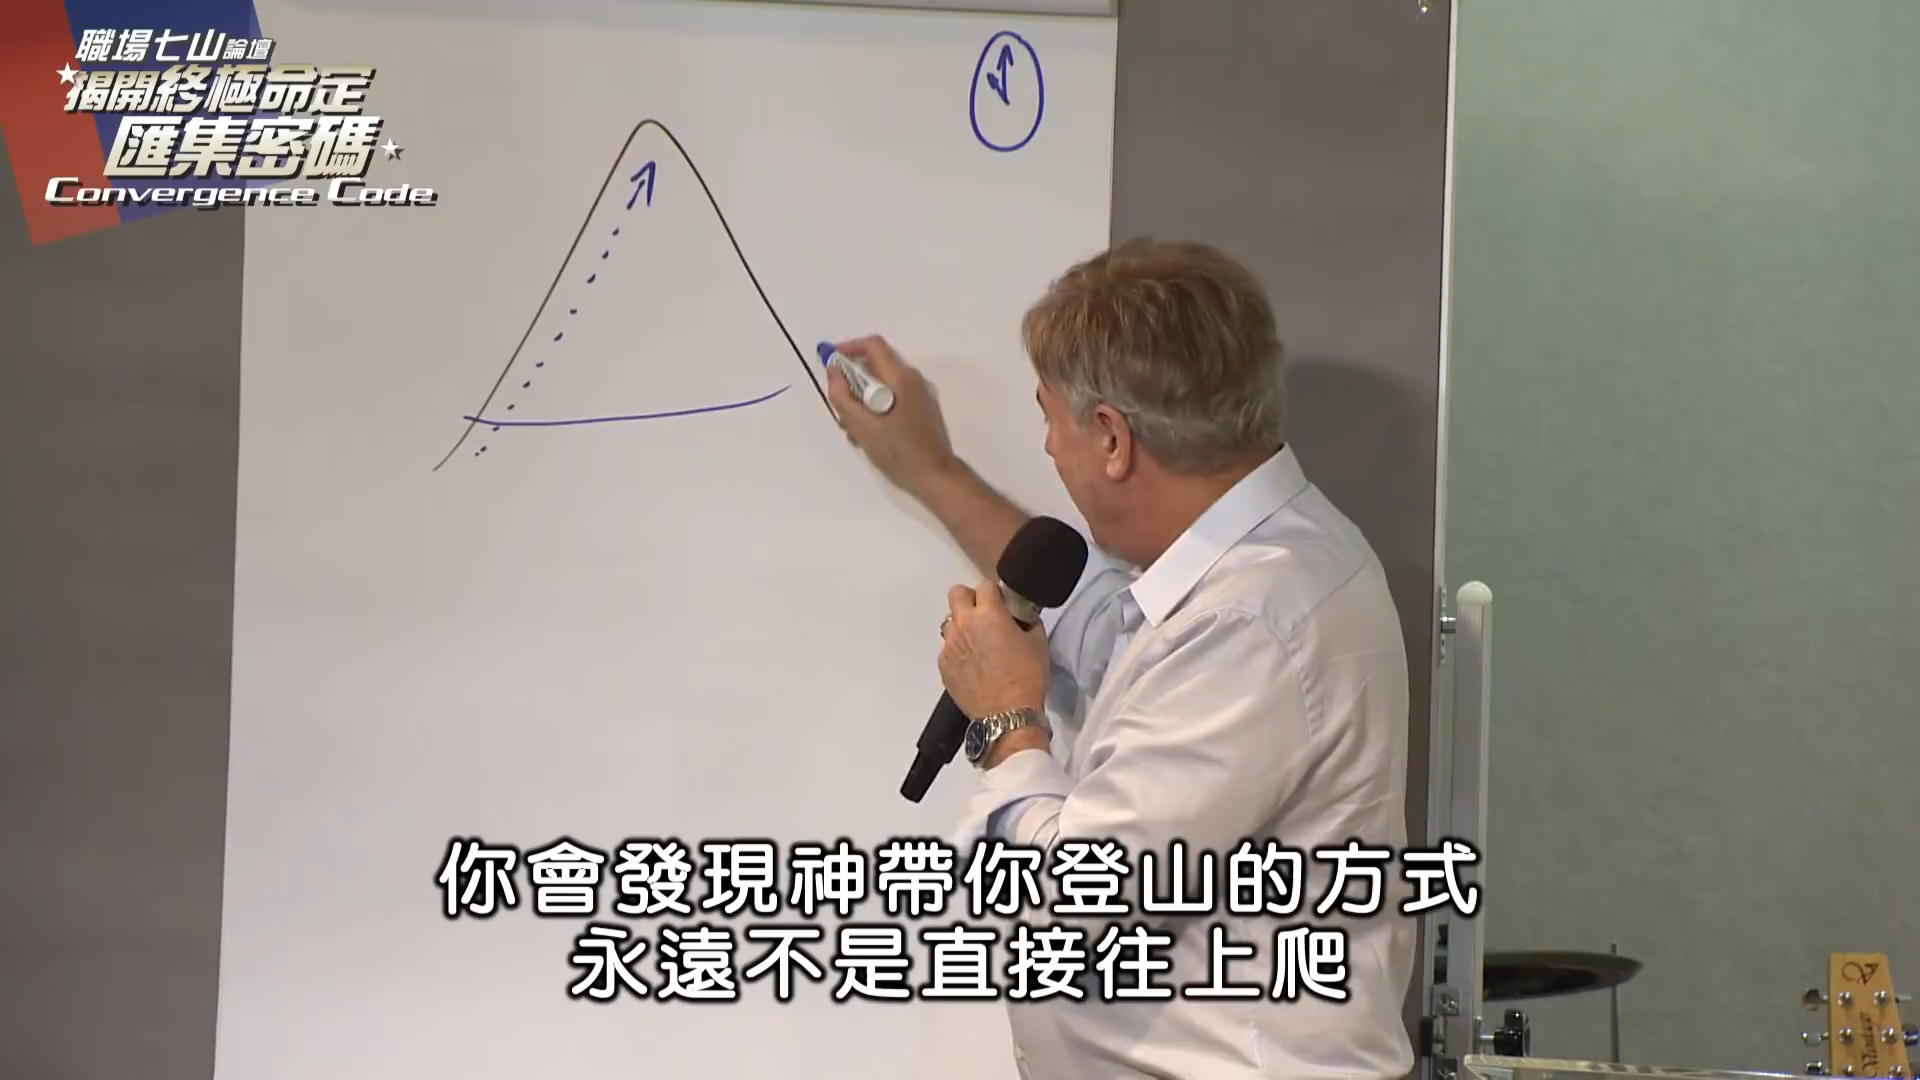 職場七山論壇
揭開終極命定
匯集密碼
Convergence Code
你會發現神帶你登山的方式
永遠不是直接往上爬